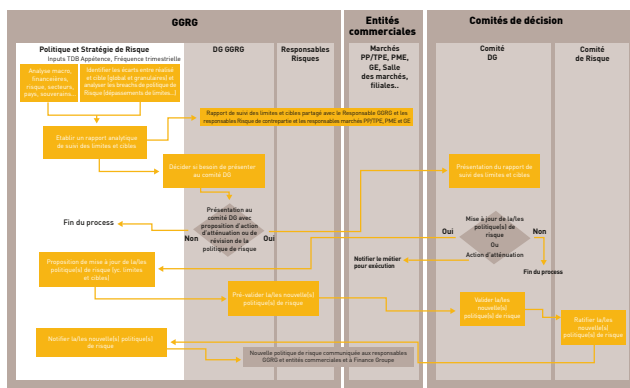 GGRG
Entités
commerciales
Comités de décision
Politique et Stratégie de Risque
Inputs TDB Appétence, Fréquence trimestrielle
DG GGRG
Responsables
Risques
Marchés
PP/TPE, PME,
GE, Salle
des marchés,
filiales..
Comité
DG
Comité
de Risque
Analyse macro,
financeières,
risque, secteurs,
pays, souverains...
Identifier les écarts entre réalisé
et cible (global et granulaires) et
analyser les breachs de politique de
Risque (dépassements de limites...)
Rapport de suivi des limites et cibles partagé avec le Responsable GGRG et les
responsables Risque de contrepartie et les responsables marchés PP/TPE, PME et GE
Etablir un rapport analytique
de suivi des limites et cibles
Décider si besoin de présenter
au comité DG
Présentation du rapport de
suivi des limites et cibles
Présentation au
comité DG avec
proposition d'action
d'atténuation ou de
révision de la
politique de risque
Fin du process
Non
Oui
Mise à jour de la/les
politique(s) de
risque
Ou
Action d'atténuation
Oui
Non
Notifier le métier
pour exécution
Fin du process
Proposition de mise à jour de la/les
politique(s) de risque (yc. limites
et cibles)
Pré-valider la/les nouvelle(s)
politique(s) de risque
Valider la/les
nouvelle(s)
politique(s) de risque
Ratifier la/les
nouvelle(s)
politique(s) de risque
Notifier la/les nouvelle(s) politique(s)
de risque
Nouvelle politique de risque communiquée aux responsables
GGRG et entités commerciales et à Finance Groupe